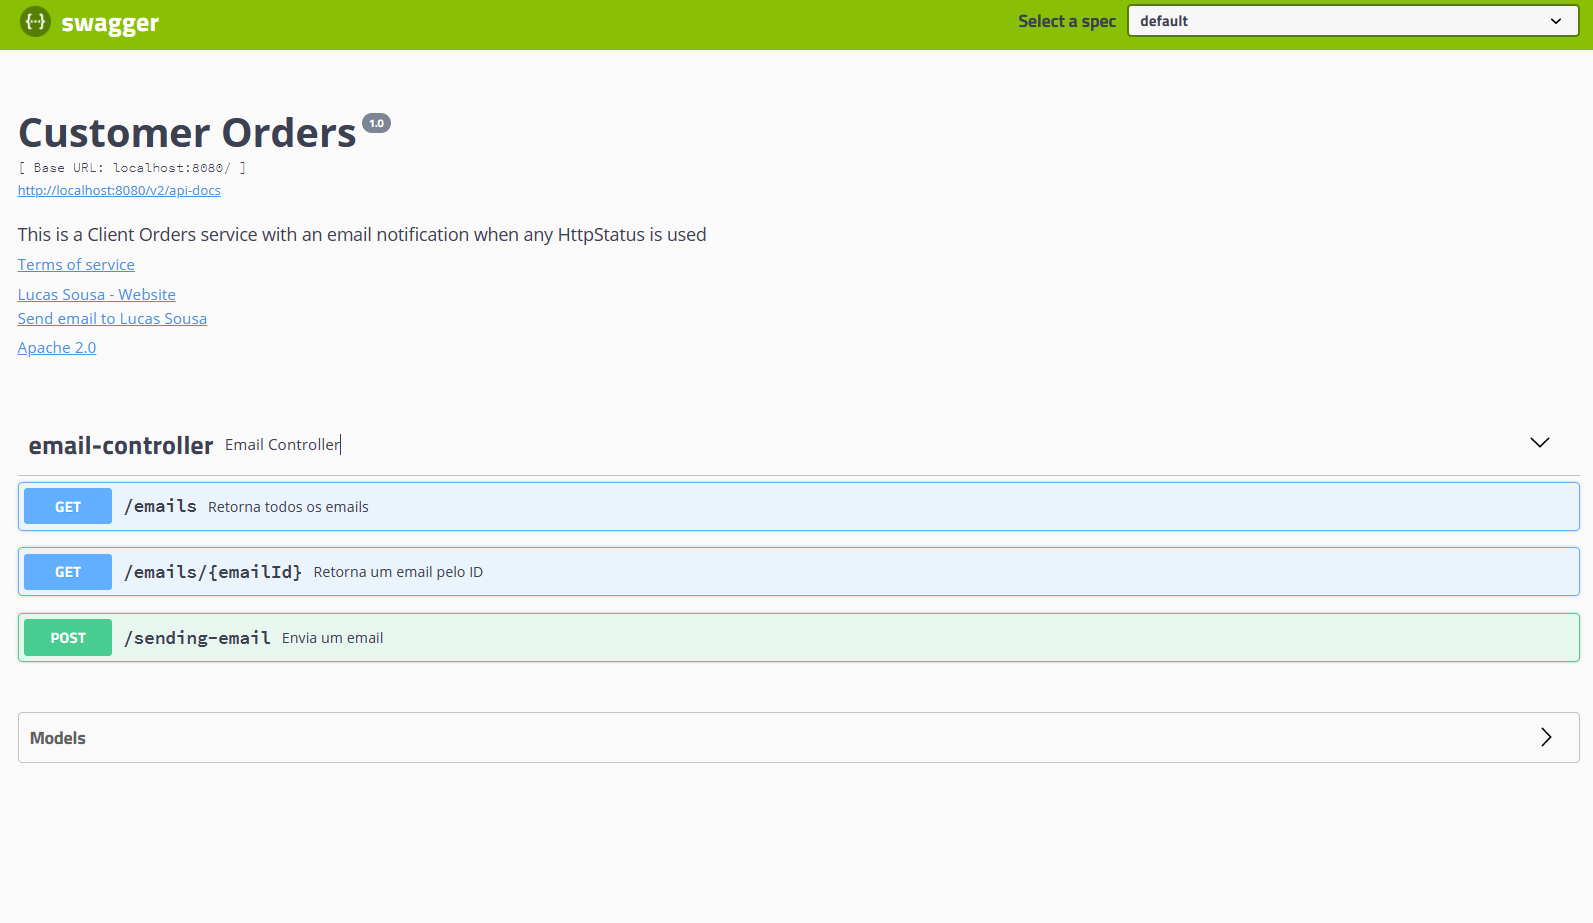 {···} swagger
Select a spec default
Customer Orders 1.0
[ Base URL: localhost:8080/ ]
http://localhost:8080/v2/api-docs
This is a Client Orders service with an email notification when any HttpStatus is used
Terms of service
Lucas Sousa - Website
Send email to Lucas Sousa
Apache 2.0
email-controller Email Controller
GET /emails Retorna todos os emails
GET /emails/{emailId} Retorna um email pelo ID
POST /sending-email Envia um email
Models